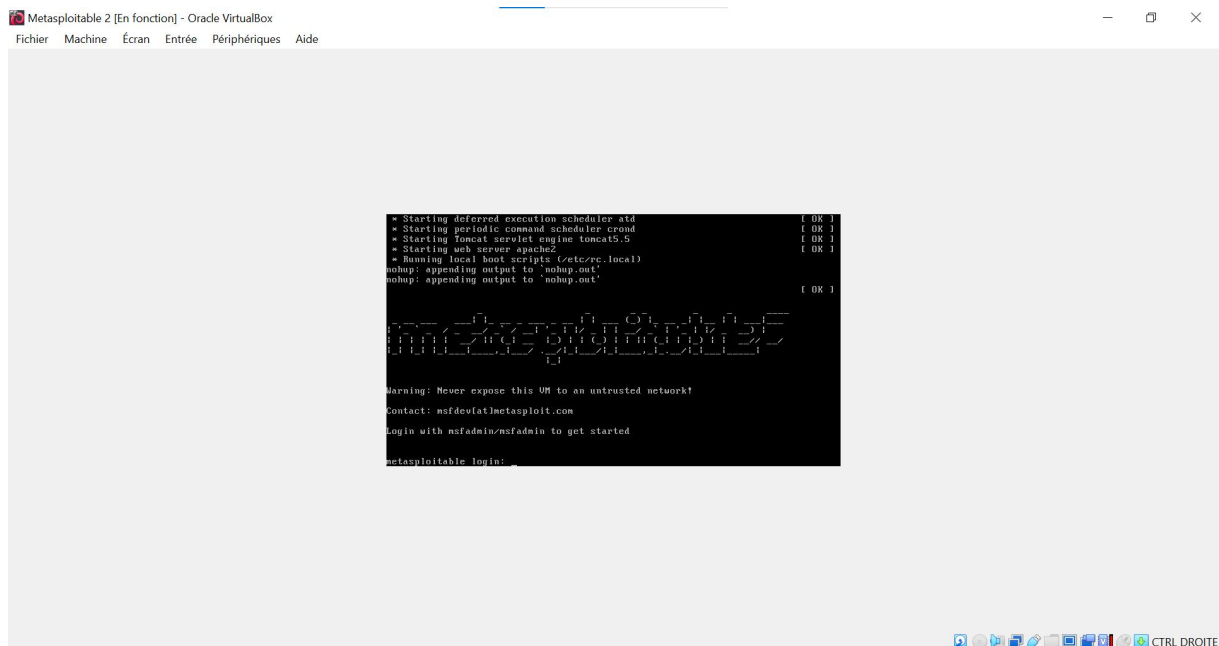 Metasploitable 2 [En fonction] - Oracle VirtualBox
Fichier Machine Écran Entrée Périphériques Aide
* Starting deferred execution scheduler atd [ OK ]
* Starting periodic command scheduler crond [ OK ]
* Starting Tomcat servlet engine tomcat5.5 [ OK ]
* Starting web server apache2 [ OK ]
* Running local boot scripts (/etc/rc.local)
nohup: appending output to `nohup.out'
nohup: appending output to `nohup.out'
[ OK ]
metasploitable2
Warning: Never expose this VM to an untrusted network!
Contact: msfdev[at]metasploit.com
Login with msfadmin/msfadmin to get started
metasploitable login: _
CTRL DROITE